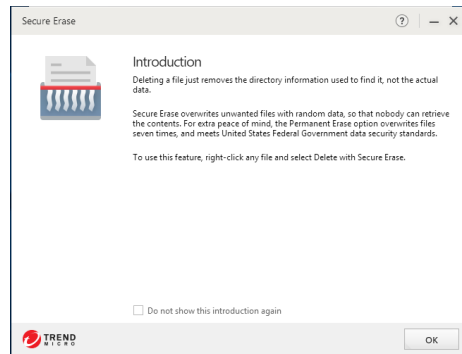 Secure Erase
?
Introduction
Deleting a file just removes the directory information used to find it, not the actual
data.
Secure Erase overwrites unwanted files with random data, so that nobody can retrieve
the contents. For extra peace of mind, the Permanent Erase option overwrites files
seven times, and meets United States Federal Government data security standards.
To use this feature, right-click any file and select Delete with Secure Erase.
Do not show this introduction again
TREND
MICRO
OK